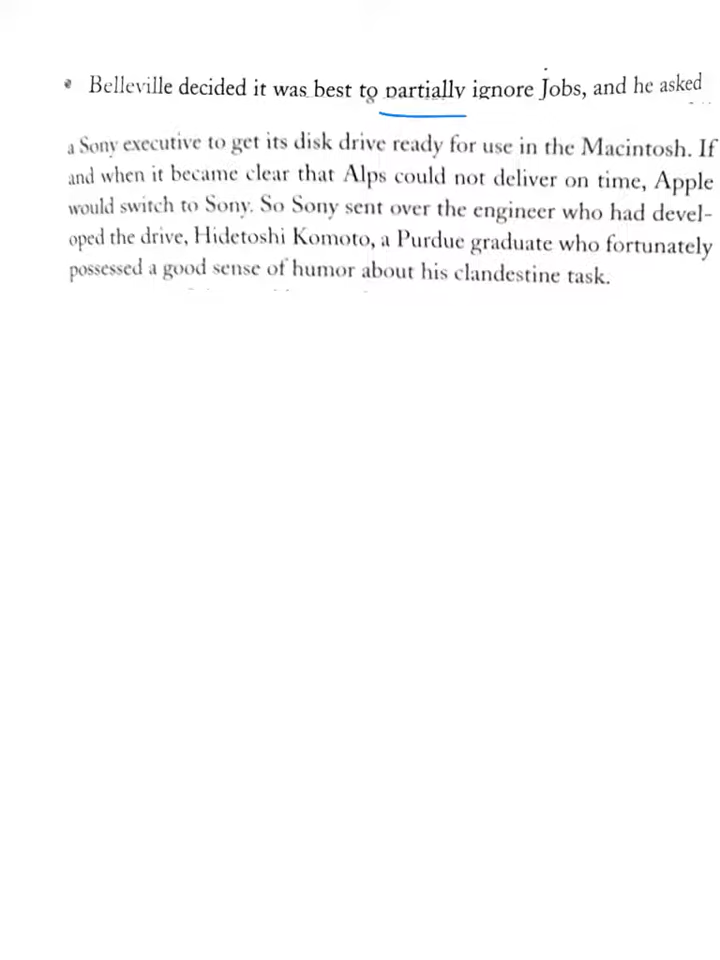 Belleville decided it was best to partially ignore Jobs, and he asked
a Sony executive to get its disk drive ready for use in the Macintosh. If
and when it became clear that Alps could not deliver on time, Apple
would switch to Sony. So Sony sent over the engineer who had devel-
oped the drive, Hidetoshi Komoto, a Purdue graduate who fortunately
possessed a good sense of humor about his clandestine task.